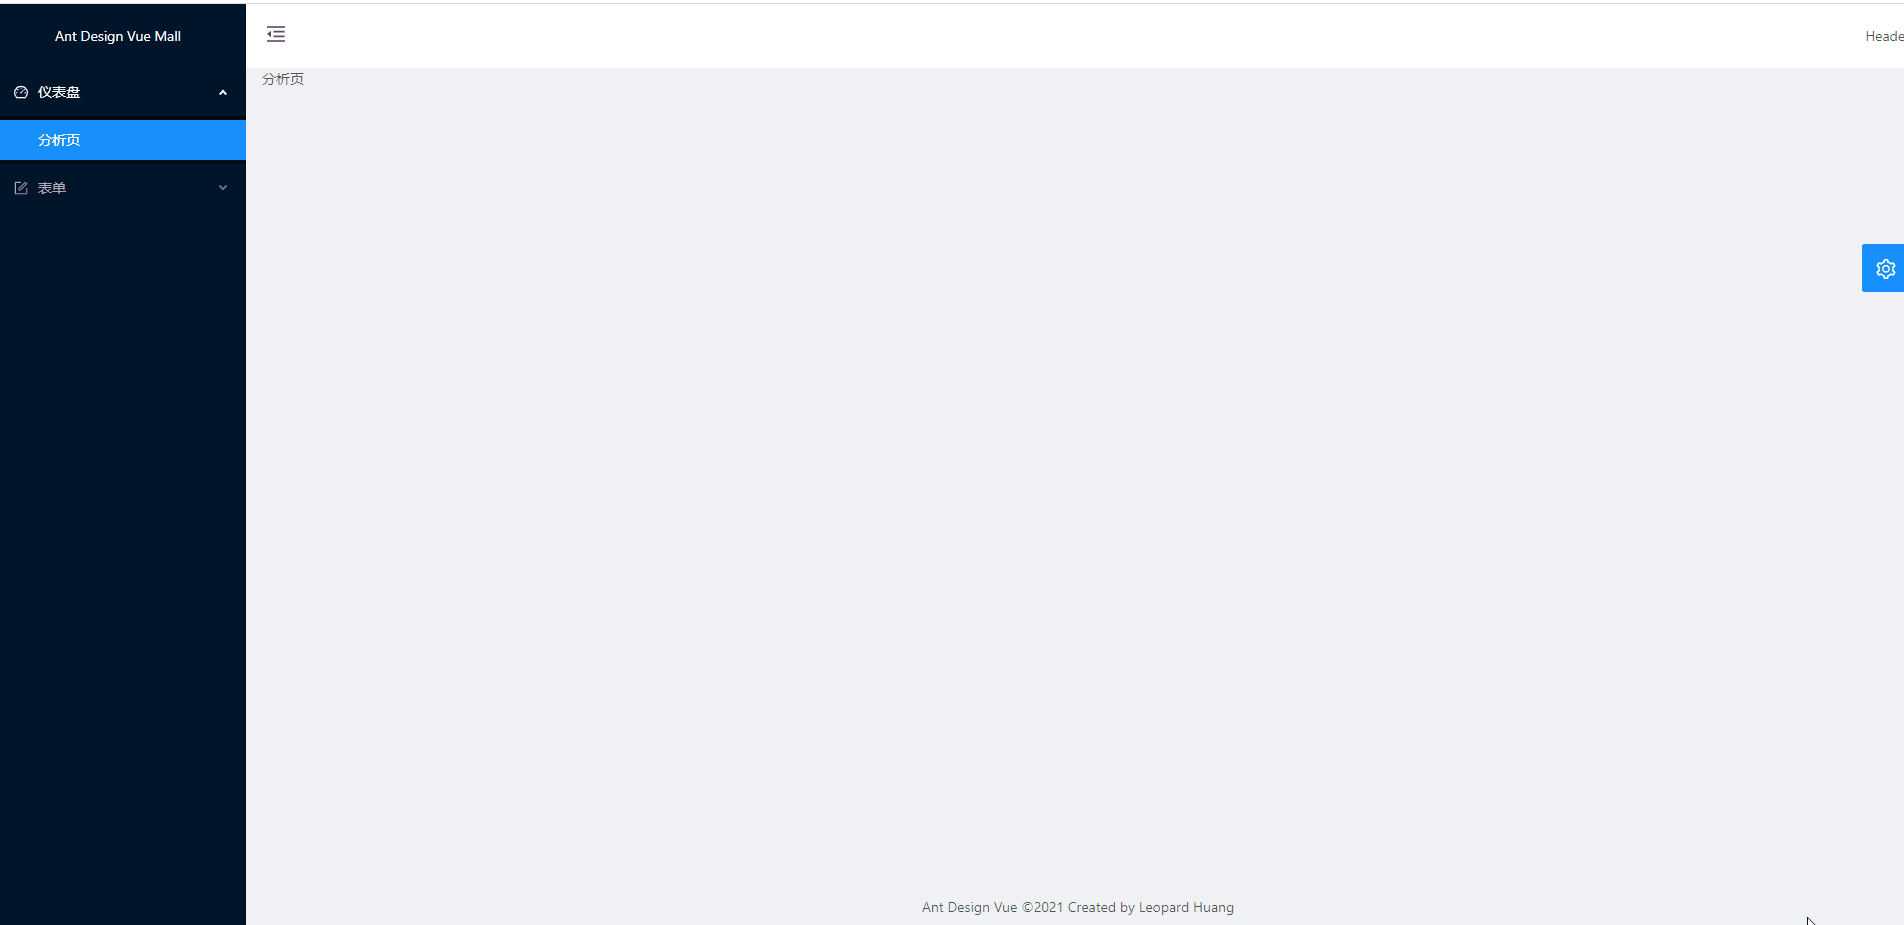 Ant Design Vue Mall
Heade
仪表盘
分析页
表单
分析页
Ant Design Vue ©2021 Created by Leopard Huang